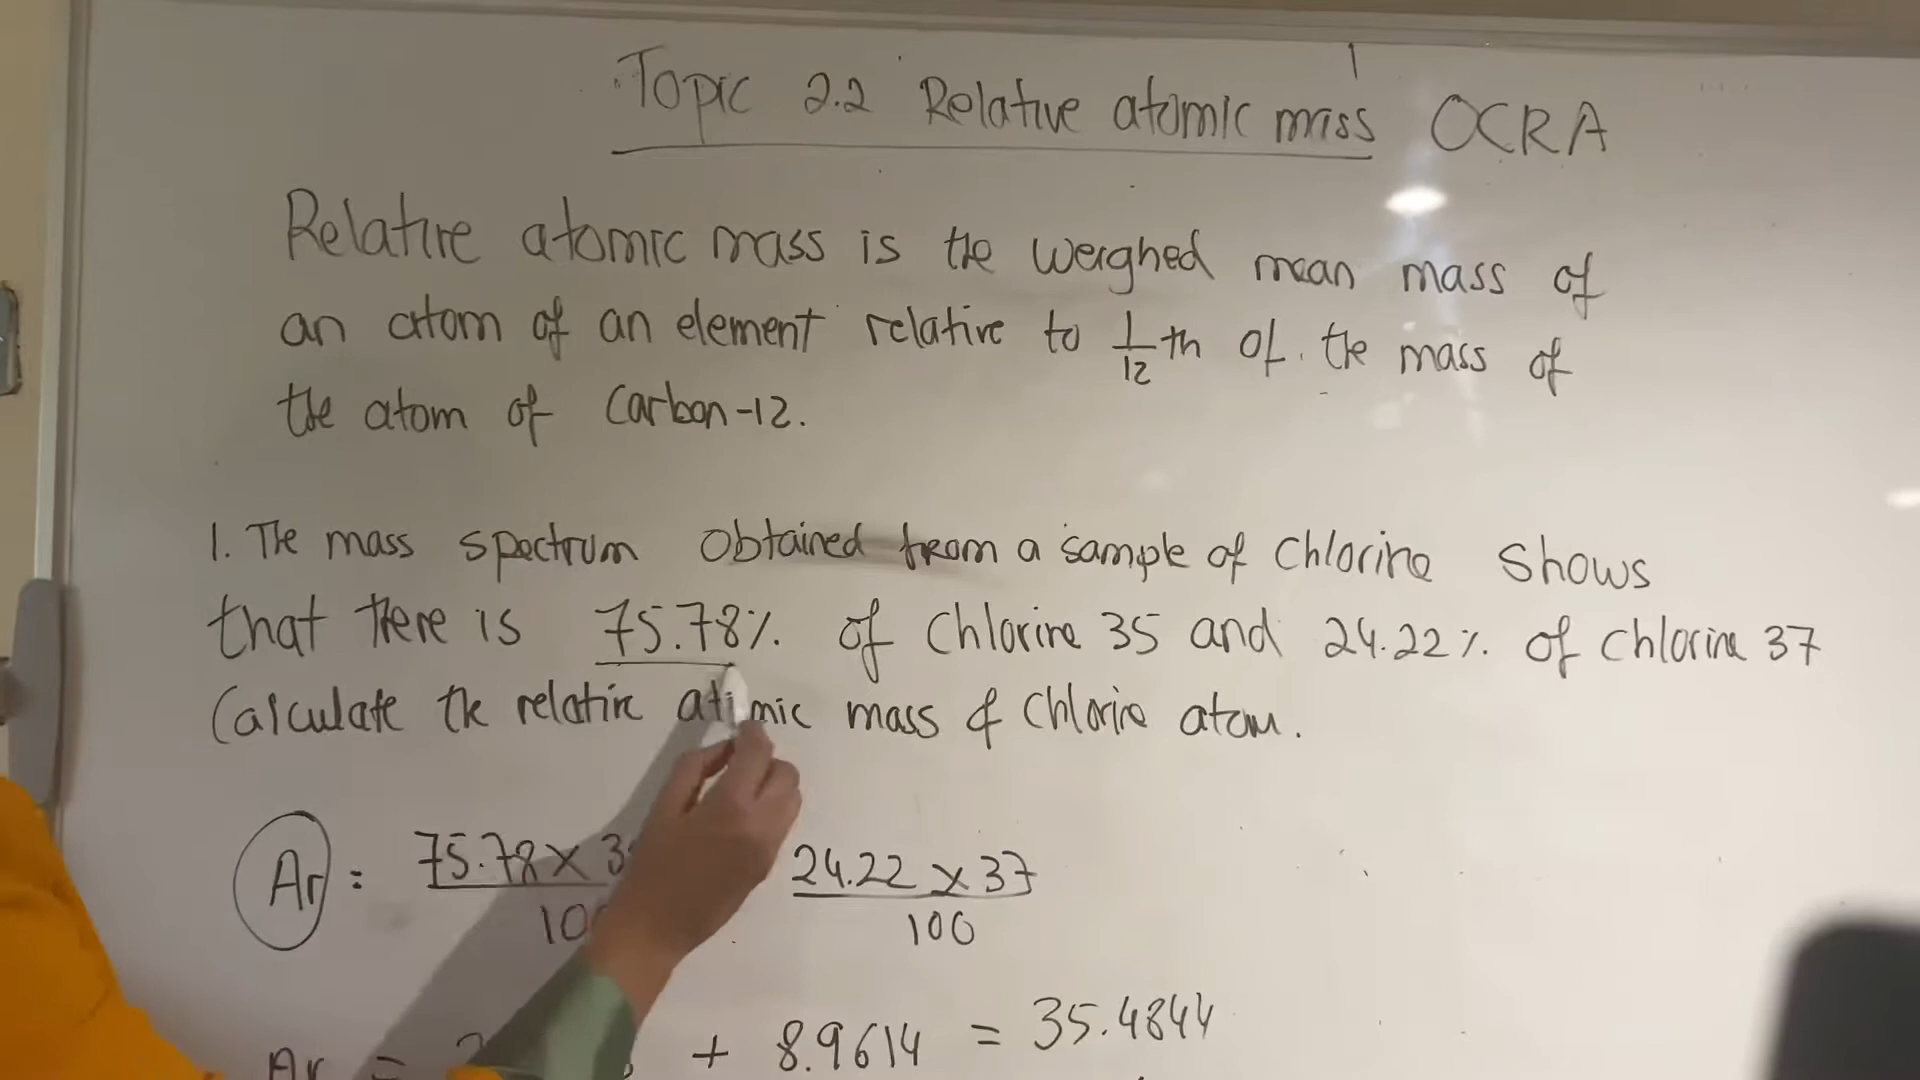 Topic 2.2 Relative atomic mass OCRA
Relative atomic mass is the weighed mean mass of
an atom of an element relative to 1/12 th of the mass of
the atom of Carbon-12.
1. The mass spectrum obtained from a sample of Chlorine shows
that there is 75.78% of Chlorine 35 and 24.22% of Chlorine 37
Calculate the relative atomic mass of Chlorine atom.
Ar = 75.78 x 3 24.22 x 37
100 100
Ar = + 8.9614 = 35.4844